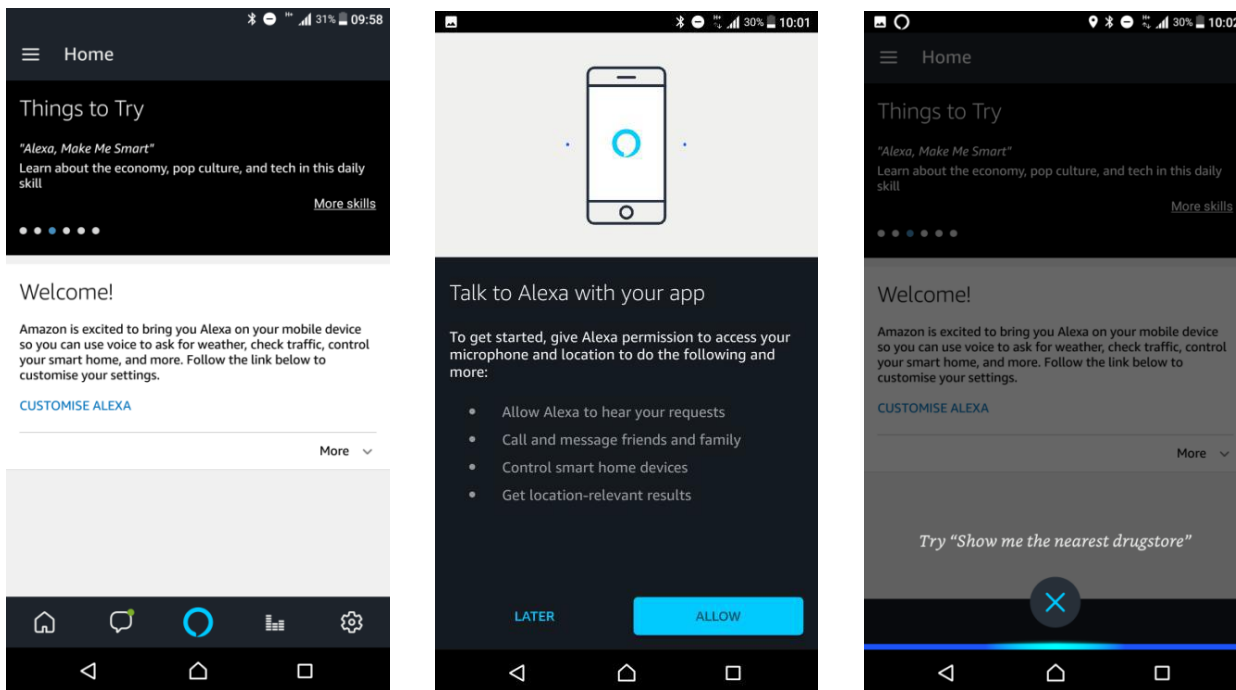 31% 09:58
Home
Things to Try
"Alexa, Make Me Smart"
Learn about the economy, pop culture, and tech in this daily
skill
More skills
Welcome!
Amazon is excited to bring you Alexa on your mobile device
so you can use voice to ask for weather, check traffic, control
your smart home, and more. Follow the link below to
customise your settings.
CUSTOMISE ALEXA
More
30% 10:01
Talk to Alexa with your app
To get started, give Alexa permission to access your
microphone and location to do the following and
more:
• Allow Alexa to hear your requests
• Call and message friends and family
• Control smart home devices
• Get location-relevant results
LATER
ALLOW
30% 10:02
Home
Things to Try
"Alexa, Make Me Smart"
Learn about the economy, pop culture, and tech in this daily
skill
More skills
Welcome!
Amazon is excited to bring you Alexa on your mobile device
so you can use voice to ask for weather, check traffic, control
your smart home, and more. Follow the link below to
customise your settings.
CUSTOMISE ALEXA
More
Try “Show me the nearest drugstore”